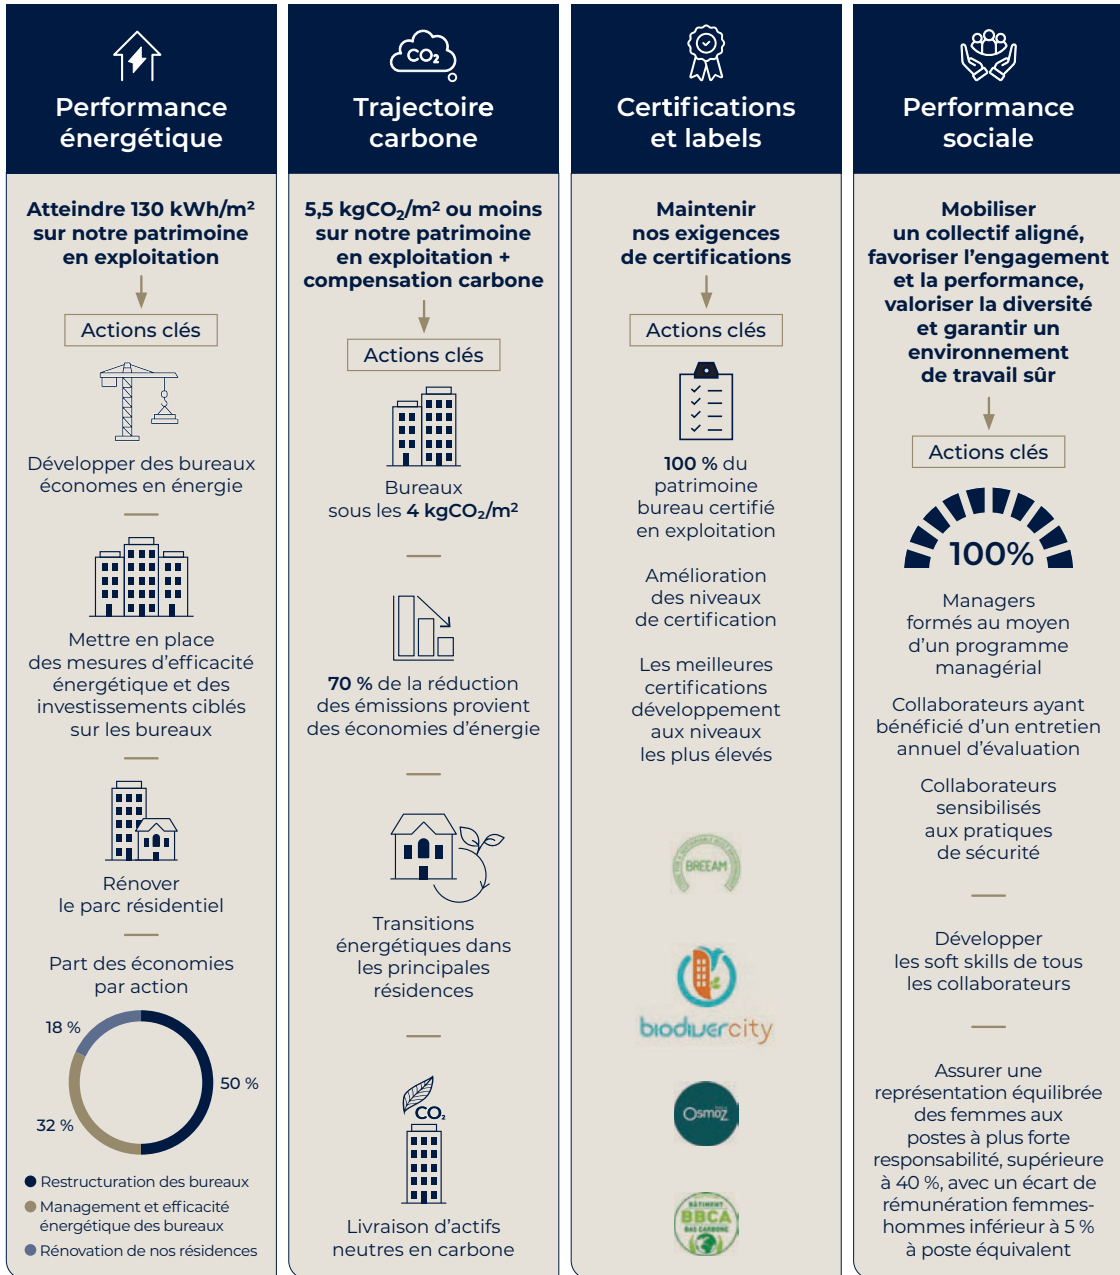 Performance
énergétique
Atteindre 130 kWh/m²
sur notre patrimoine
en exploitation
Actions clés
Développer des bureaux
économes en énergie
Mettre en place
des mesures d’efficacité
énergétique et des
investissements ciblés
sur les bureaux
Rénover
le parc résidentiel
Part des économies
par action
18 %
50 %
32 %
Restructuration des bureaux
Management et efficacité
énergétique des bureaux
Rénovation de nos résidences
CO₂
Trajectoire
carbone
5,5 kgCO₂/m² ou moins
sur notre patrimoine
en exploitation +
compensation carbone
Actions clés
Bureaux
sous les 4 kgCO₂/m²
70 % de la réduction
des émissions provient
des économies d’énergie
Transitions
énergétiques dans
les principales
résidences
CO₂
Livraison d’actifs
neutres en carbone
Certifications
et labels
Maintenir
nos exigences
de certifications
Actions clés
100 % du
patrimoine
bureau certifié
en exploitation
Amélioration
des niveaux
de certification
Les meilleures
certifications
développement
aux niveaux
les plus élevés
BREEAM
biodivercity
Osmoz
BÂTIMENT
BBCA
BAS CARBONE
Performance
sociale
Mobiliser
un collectif aligné,
favoriser l’engagement
et la performance,
valoriser la diversité
et garantir un
environnement
de travail sûr
Actions clés
100%
Managers
formés au moyen
d’un programme
managérial
Collaborateurs ayant
bénéficié d’un entretien
annuel d’évaluation
Collaborateurs
sensibilisés
aux pratiques
de sécurité
Développer
les soft skills de tous
les collaborateurs
Assurer une
représentation équilibrée
des femmes aux
postes à plus forte
responsabilité, supérieure
à 40 %, avec un écart de
rémunération femmes-
hommes inférieur à 5 %
à poste équivalent